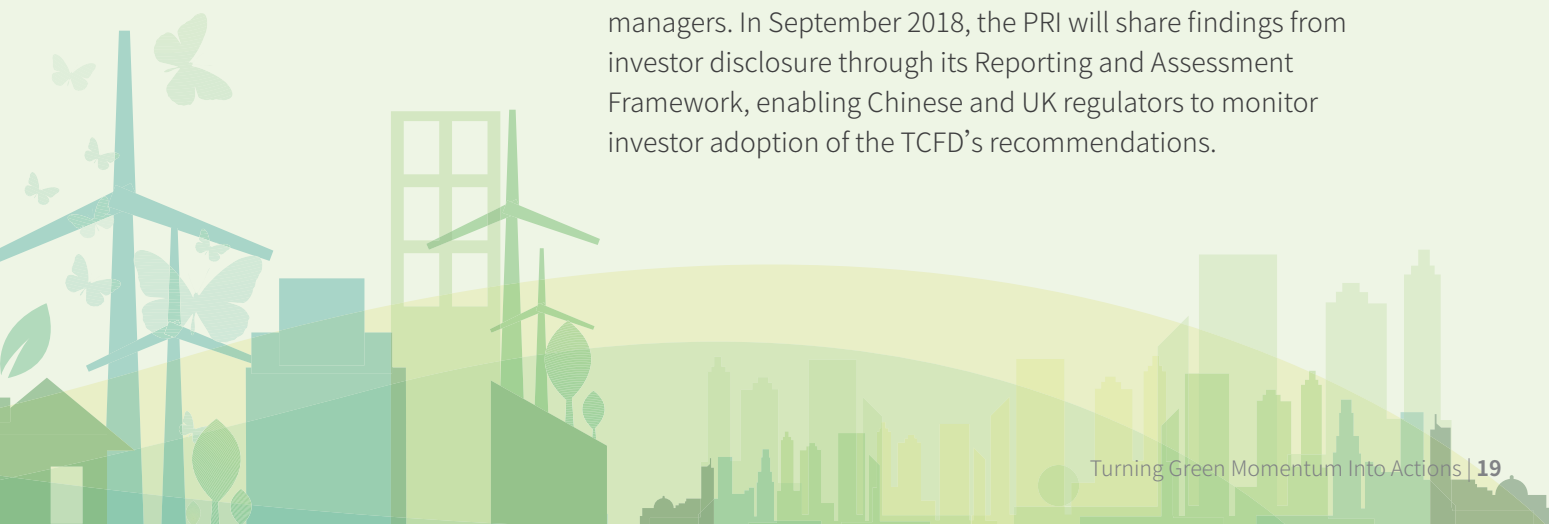 managers. In September 2018, the PRI will share findings from
investor disclosure through its Reporting and Assessment
Framework, enabling Chinese and UK regulators to monitor
investor adoption of the TCFD’s recommendations.
Turning Green Momentum Into Actions | 19